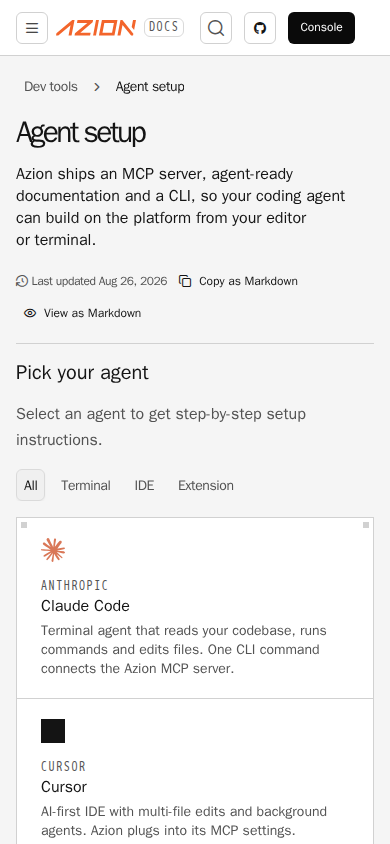 AZION DOCS Console
Dev tools > Agent setup
Agent setup
Azion ships an MCP server, agent-ready
documentation and a CLI, so your coding agent
can build on the platform from your editor
or terminal.
Last updated Aug 26, 2026 Copy as Markdown
View as Markdown
Pick your agent
Select an agent to get step-by-step setup
instructions.
All Terminal IDE Extension
ANTHROPIC
Claude Code
Terminal agent that reads your codebase, runs
commands and edits files. One CLI command
connects the Azion MCP server.
CURSOR
Cursor
AI-first IDE with multi-file edits and background
agents. Azion plugs into its MCP settings.